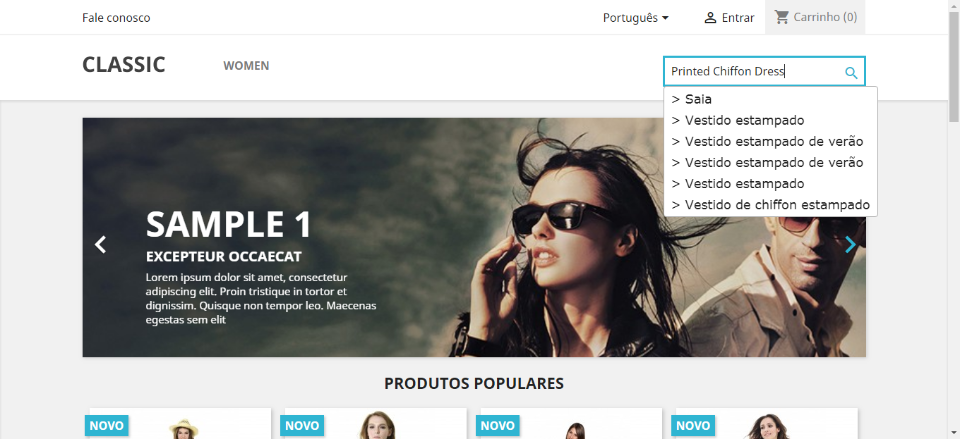 Fale conosco
Português
Entrar
Carrinho (0)
CLASSIC
WOMEN
Printed Chiffon Dress
> Saia
> Vestido estampado
> Vestido estampado de verão
> Vestido estampado de verão
> Vestido estampado
> Vestido de chiffon estampado
SAMPLE 1
EXCEPTEUR OCCAECAT
Lorem ipsum dolor sit amet, consectetur
adipiscing elit. Proin tristique in tortor et
dignissim. Quisque non tempor leo. Maecenas
egestas sem elit
PRODUTOS POPULARES
NOVO
NOVO
NOVO
NOVO